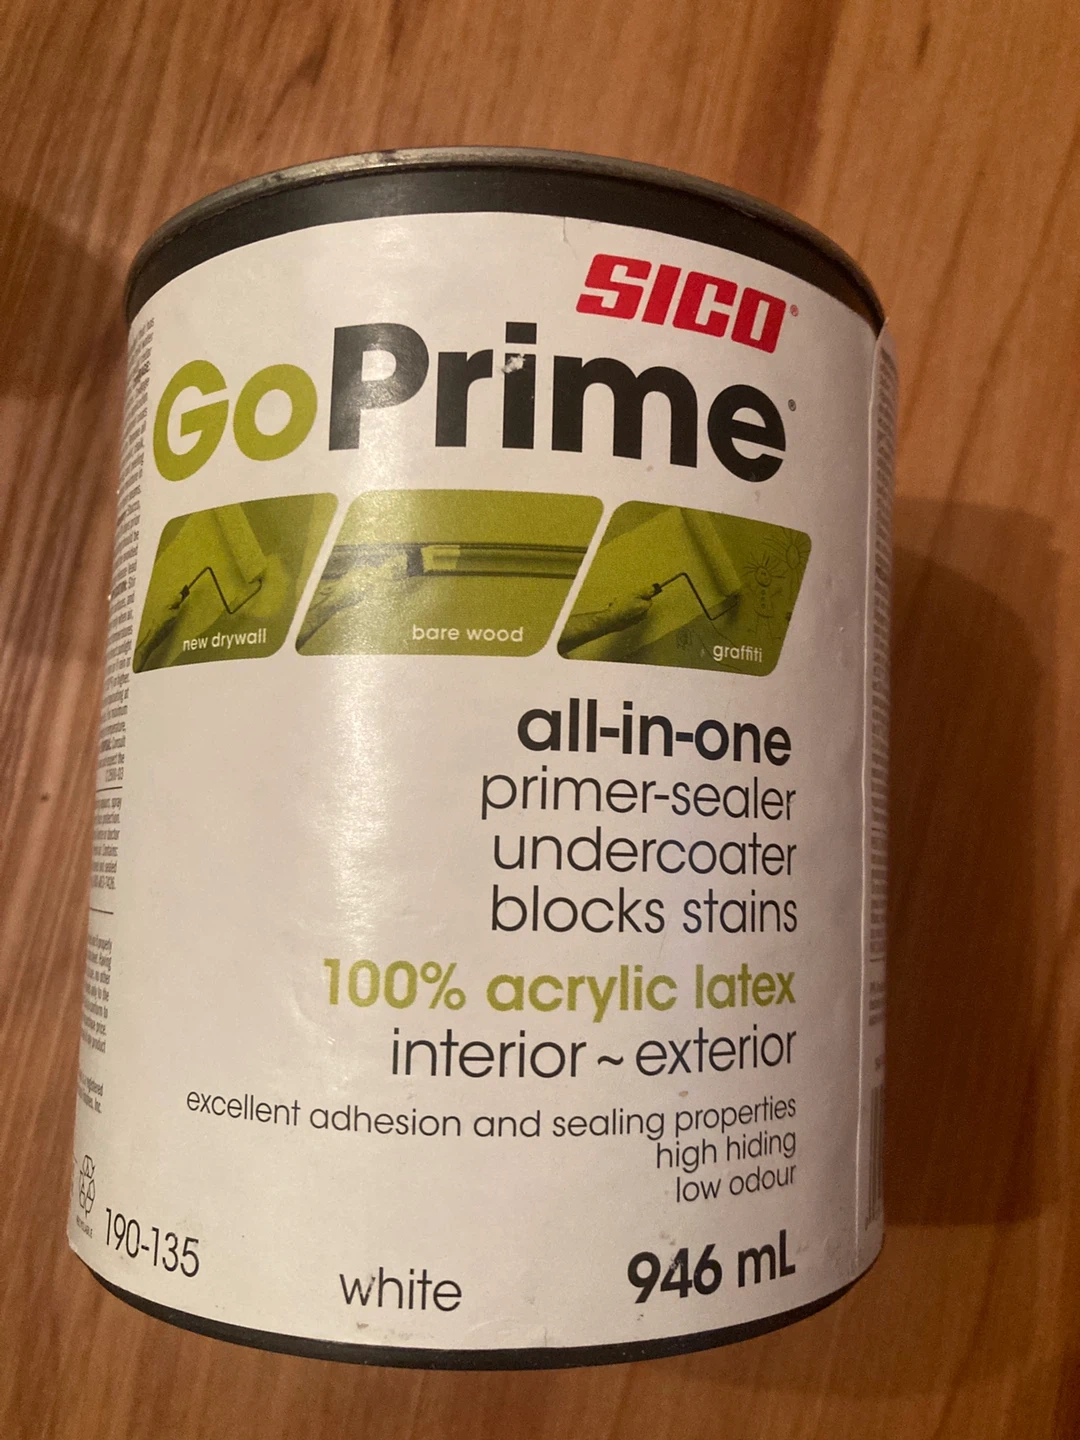 SICO®
GoPrime®
new drywall
bare wood
graffiti
all-in-one
primer-sealer
undercoater
blocks stains
100% acrylic latex
interior ~ exterior
excellent adhesion and sealing properties
high hiding
low odour
190-135
white
946 mL